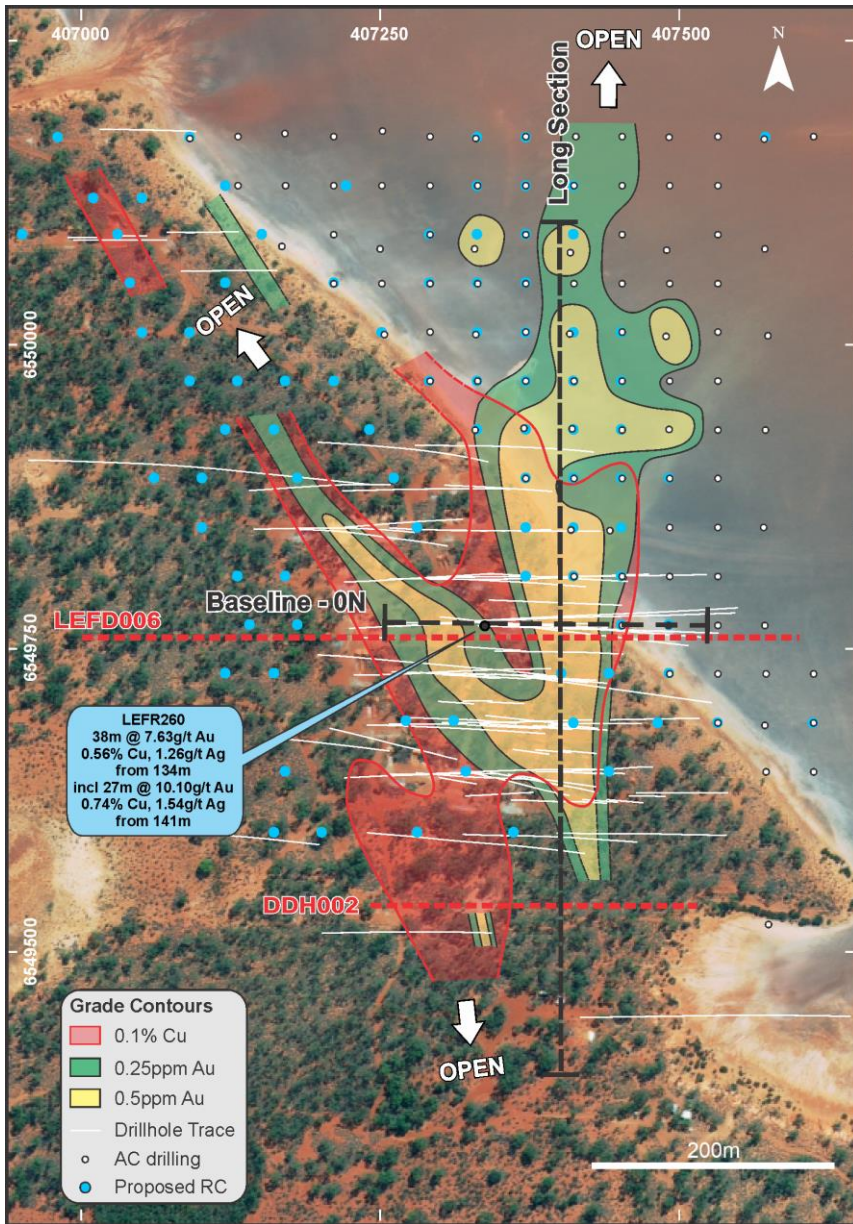 407000
407250
407500
OPEN
N
Long Section
6550000
OPEN
Baseline - 0N
LEFD006
6549750
LEFR260
38m @ 7.63g/t Au
0.56% Cu, 1.26g/t Ag
from 134m
incl 27m @ 10.10g/t Au
0.74% Cu, 1.54g/t Ag
from 141m
DDH002
6549500
Grade Contours
0.1% Cu
0.25ppm Au
0.5ppm Au
Drillhole Trace
AC drilling
Proposed RC
OPEN
200m